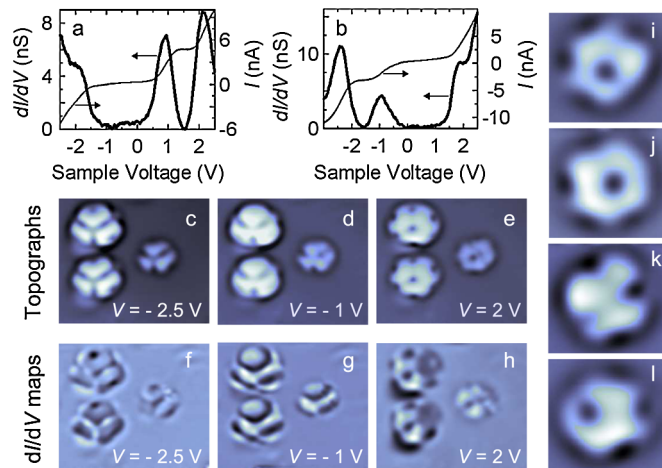 a
dI/dV (nS)
8
4
0
6
0
-6
I (nA)
-2 -1 0 1 2
Sample Voltage (V)
b
dI/dV (nS)
10
0
5
0
-5
-10
I (nA)
-2 -1 0 1 2
Sample Voltage (V)
Topographs
c
V = - 2.5 V
d
V = - 1 V
e
V = 2 V
dI/dV maps
f
V = - 2.5 V
g
V = - 1 V
h
V = 2 V
i
j
k
l